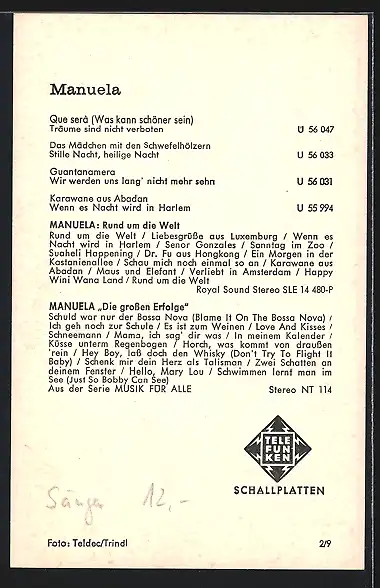 Manuela
Que será (Was kann schöner sein)
Träume sind nicht verboten U 56 047
Das Mädchen mit den Schwefelhölzern
Stille Nacht, heilige Nacht U 56 033
Guantanamera
Wir werden uns lang' nicht mehr sehn U 56 031
Karawane aus Abadan
Wenn es Nacht wird in Harlem U 55 994
MANUELA: Rund um die Welt
Rund um die Welt / Liebesgrüße aus Luxemburg / Wenn es
Nacht wird in Harlem / Senor Gonzales / Sonntag im Zoo /
Suaheli Happening / Dr. Fu aus Hongkong / Ein Morgen in der
Kastanienallee / Schau mich noch einmal so an / Karawane aus
Abadan / Maus und Elefant / Verliebt in Amsterdam / Happy
Wini Wana Land / Rund um die Welt
Royal Sound Stereo SLE 14 480-P
MANUELA „Die großen Erfolge"
Schuld war nur der Bossa Nova (Blame It On The Bossa Nova) /
Ich geh noch zur Schule / Es ist zum Weinen / Love And Kisses /
Schneemann / Mama, ich sag' dir was / In meinem Kalender /
Küsse unterm Regenbogen / Horch, was kommt von draußen
'rein / Hey Boy, laß doch den Whisky (Don't Try To Flight It
Baby) / Schenk mir dein Herz als Talisman / Zwei Schatten an
deinem Fenster / Hello, Mary Lou / Schwimmen lernt man im
See (Just So Bobby Can See)
Aus der Serie MUSIK FÜR ALLE Stereo NT 114
TELE
FUN
KEN
SCHALLPLATTEN
Sänger 12,-
Foto: Teldec/Trindl 2/9